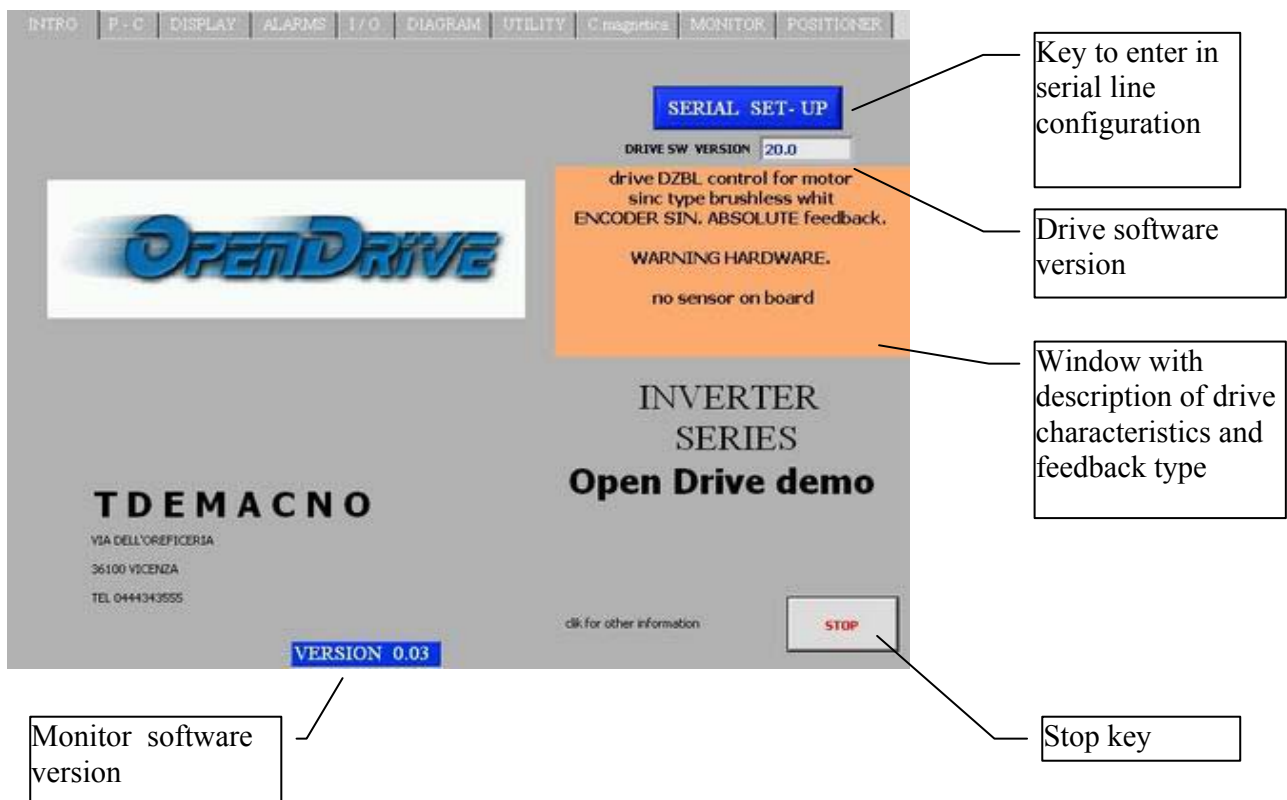 INTRO P - C DISPLAY ALARMS I / O DIAGRAM UTILITY C.magnetics MONITOR POSITIONER
SERIAL SET- UP
DRIVE SW VERSION 20.0
drive DZBL control for motor
sinc type brushless whit
ENCODER SIN. ABSOLUTE feedback.
WARNING HARDWARE.
no sensor on board
OPENDRIVE
INVERTER
SERIES
Open Drive demo
TDEMACNO
VIA DELL'OREFICERIA
36100 VICENZA
TEL 0444343555
clik for other information
STOP
VERSION 0.03
Key to enter in
serial line
configuration
Drive software
version
Window with
description of drive
characteristics and
feedback type
Monitor software
version
Stop key